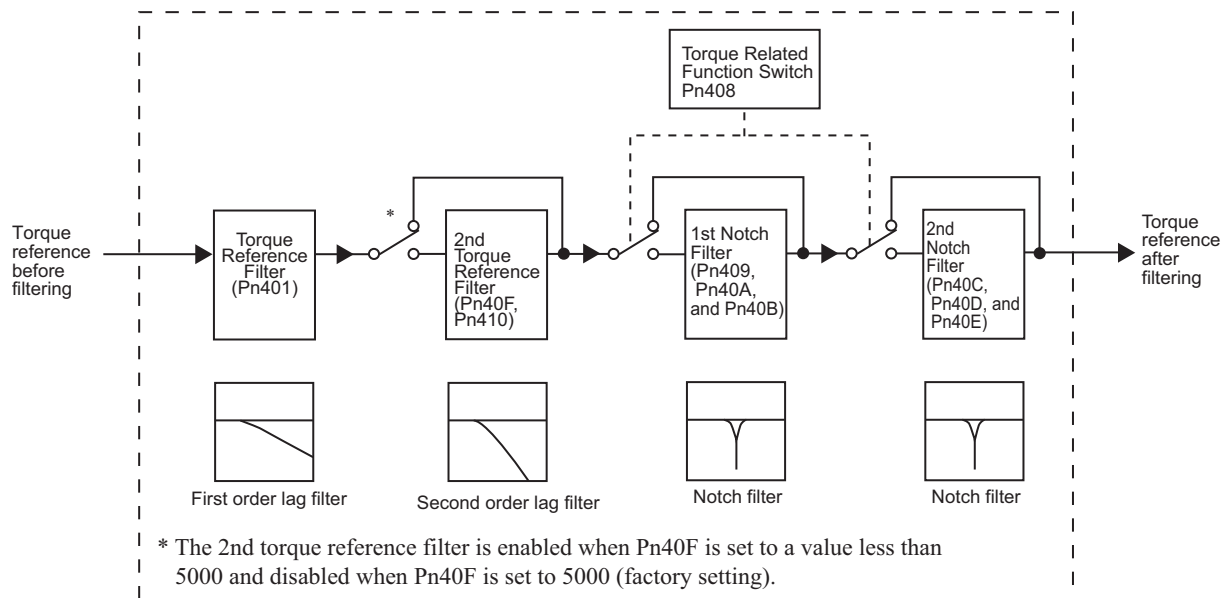 Torque Related
Function Switch
Pn408
Torque
reference
before
filtering
Torque
Reference
Filter
(Pn401)
*
2nd
Torque
Reference
Filter
(Pn40F,
Pn410)
1st Notch
Filter
(Pn409,
Pn40A,
and Pn40B)
2nd
Notch
Filter
(Pn40C,
Pn40D, and
Pn40E)
Torque
reference
after
filtering
First order lag filter
Second order lag filter
Notch filter
Notch filter
* The 2nd torque reference filter is enabled when Pn40F is set to a value less than
5000 and disabled when Pn40F is set to 5000 (factory setting).